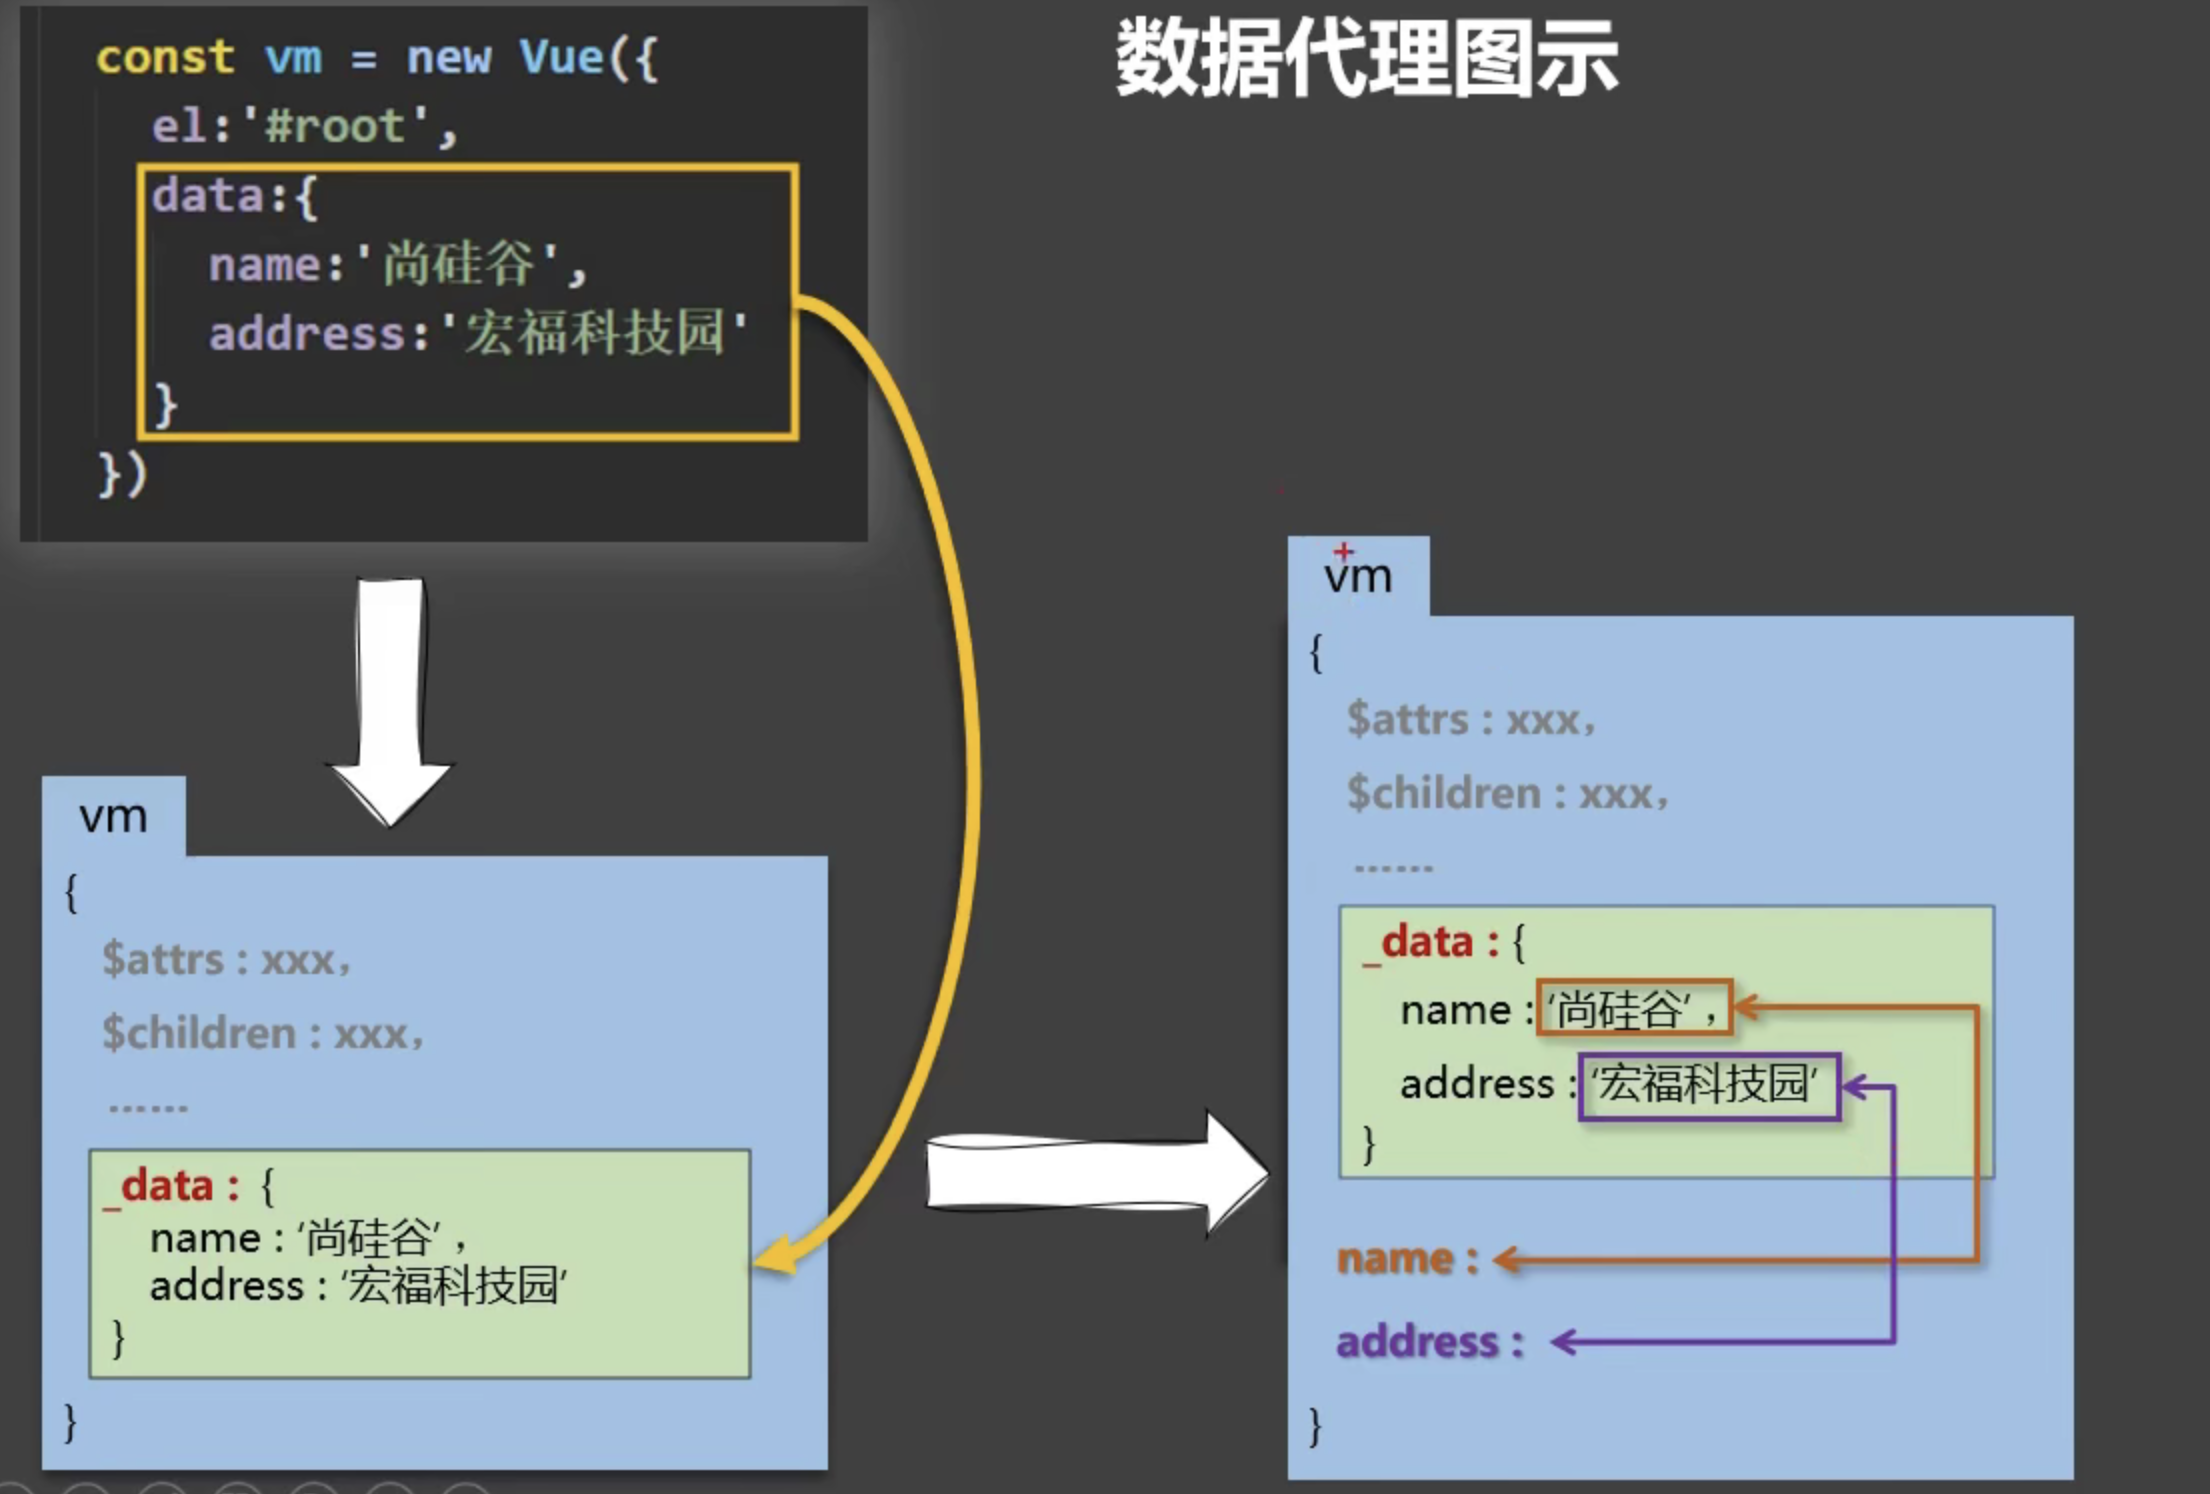 数据代理图示
const vm = new Vue({
el:'#root',
data:{
name:'尚硅谷',
address:'宏福科技园'
}
})
vm
{
$attrs : xxx，
$children : xxx，
......
_data : {
name : ‘尚硅谷’，
address : ‘宏福科技园’
}
}
vm
{
$attrs : xxx，
$children : xxx，
......
_data : {
name : ‘尚硅谷’，
address : ‘宏福科技园’
}
name :
address :
}